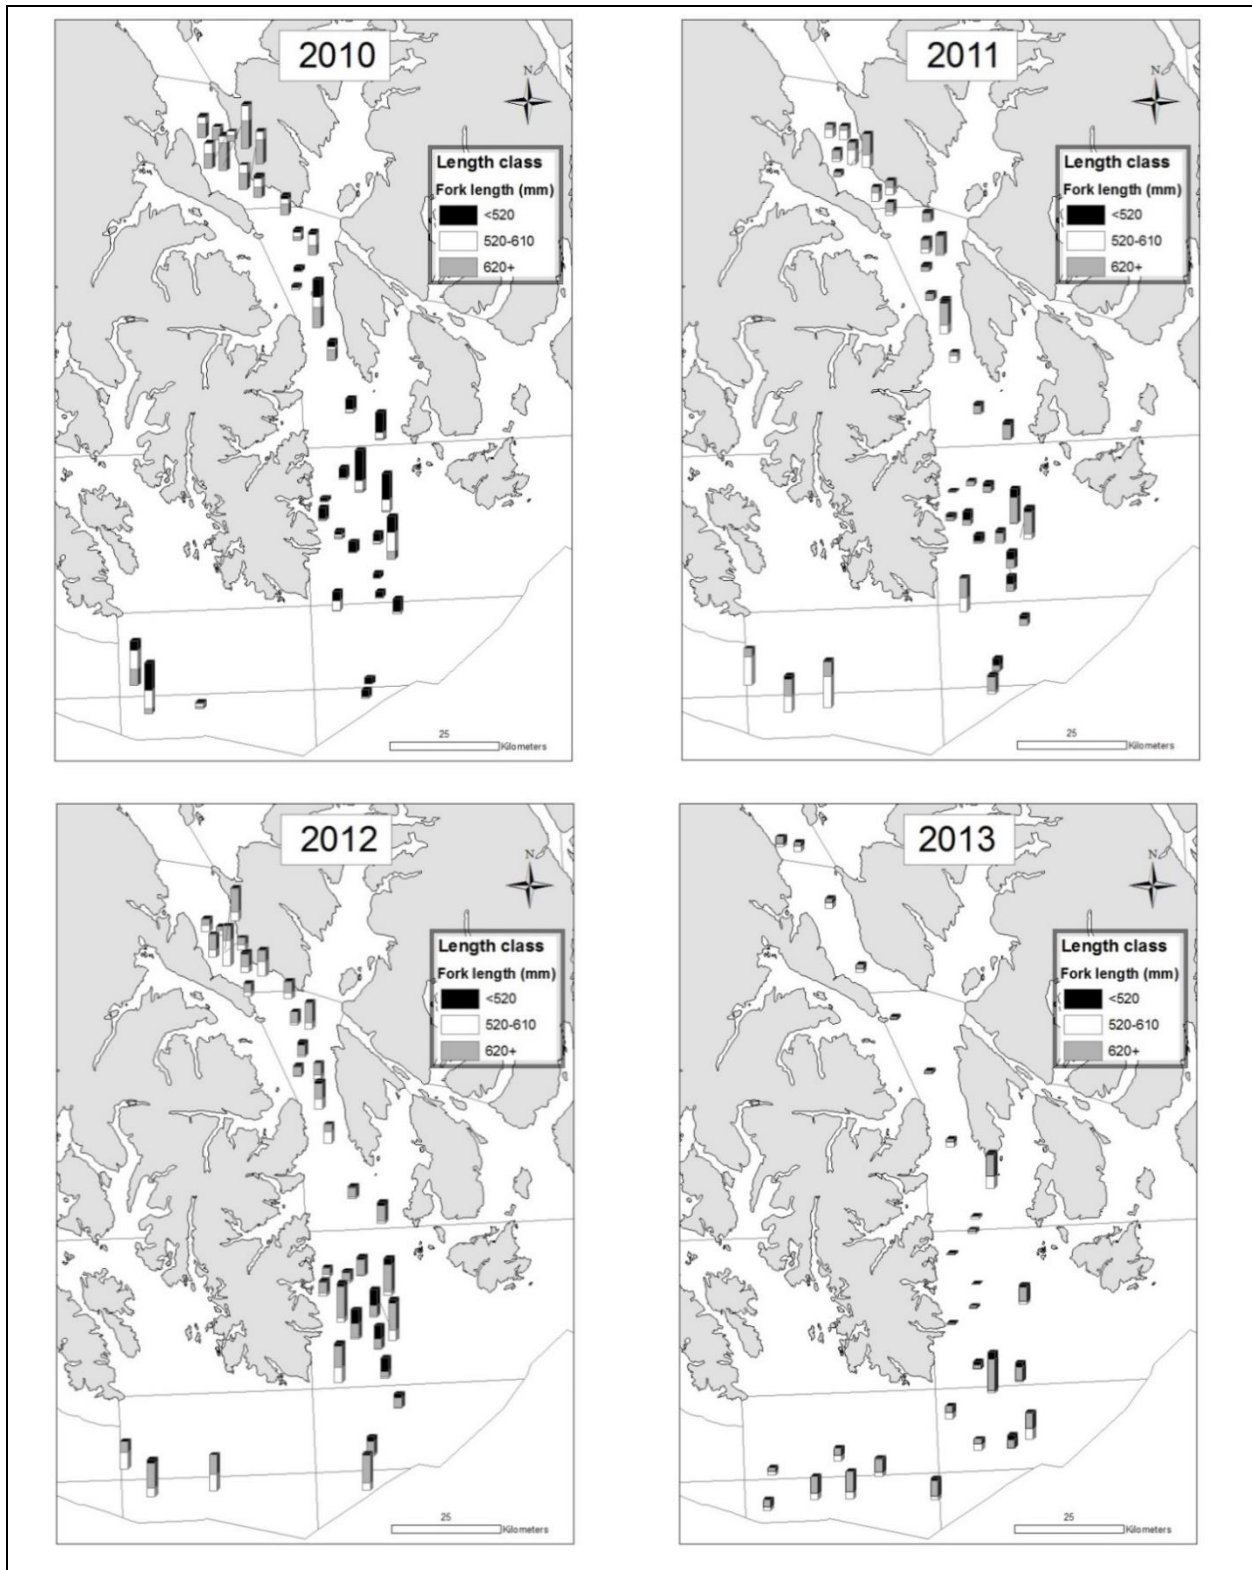 2010
N
Length class
Fork length (mm)
<520
520-610
620+
25
Kilometers
2011
N
Length class
Fork length (mm)
<520
520-610
620+
25
Kilometers
2012
N
Length class
Fork length (mm)
<520
520-610
620+
25
Kilometers
2013
N
Length class
Fork length (mm)
<520
520-610
620+
25
Kilometers